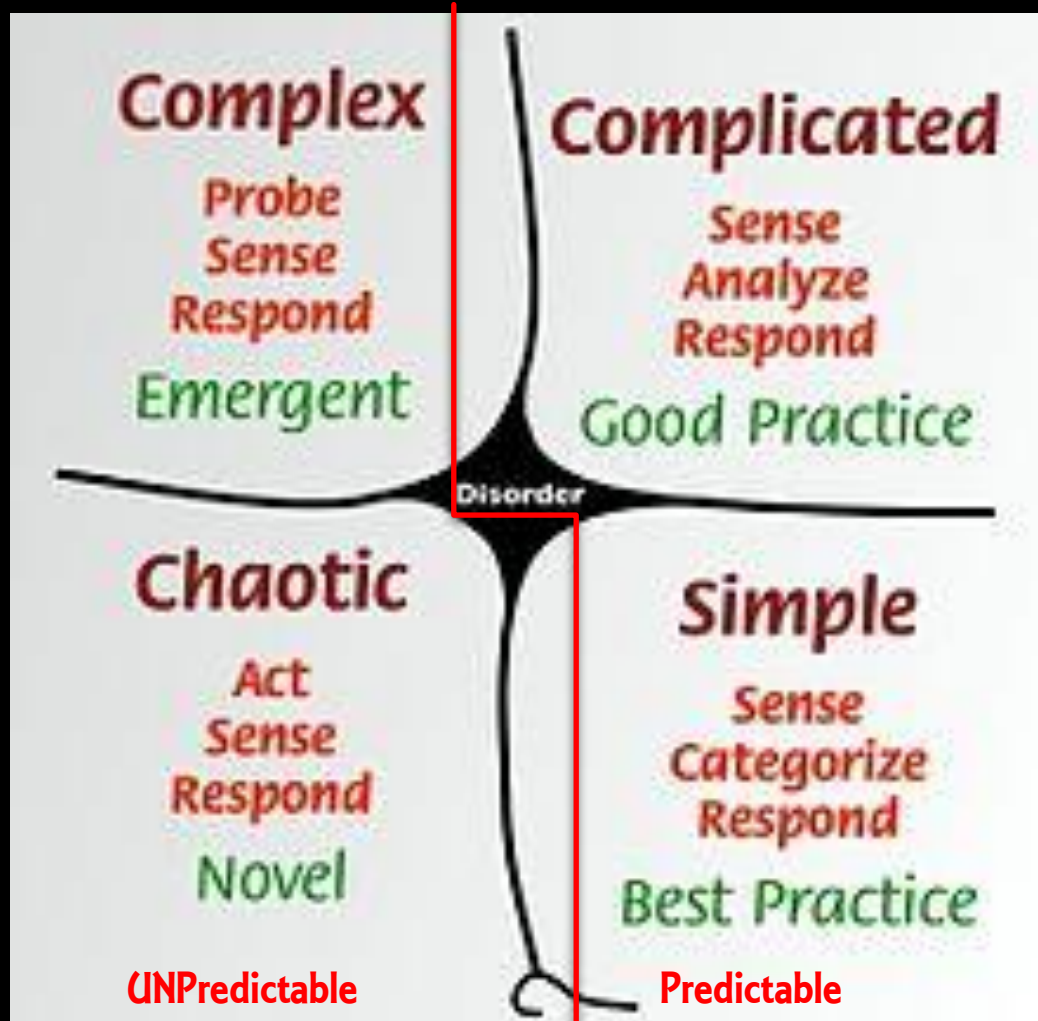 Complex
Probe
Sense
Respond
Emergent
Complicated
Sense
Analyze
Respond
Good Practice
Disorder
Chaotic
Act
Sense
Respond
Novel
Simple
Sense
Categorize
Respond
Best Practice
UNPredictable
Predictable